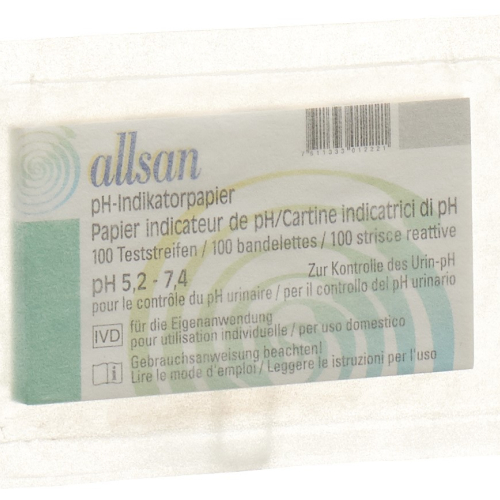 allsan
pH-Indikatorpapier
Papier indicateur de pH/Cartine indicatrici di pH
100 Teststreifen / 100 bandelettes / 100 strisce reattive
pH 5,2 - 7,4
Zur Kontrolle des Urin-pH
pour le contrôle du pH urinaire / per il controllo del pH urinario
IVD
für die Eigenanwendung
pour utilisation individuelle / per uso domestico
Gebrauchsanweisung beachten!
Lire le mode d'emploi / Leggere le istruzioni per l'uso